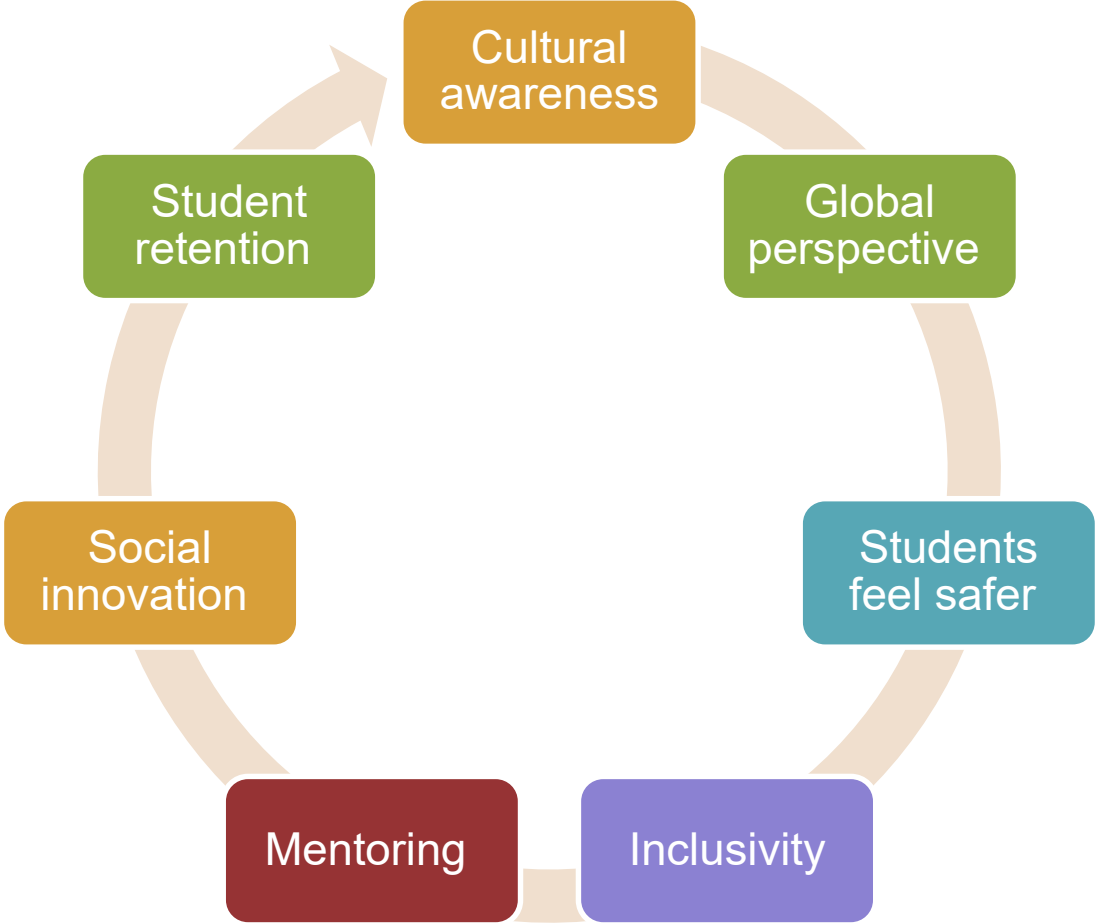 Cultural
awareness
Global
perspective
Students
feel safer
Inclusivity
Mentoring
Social
innovation
Student
retention